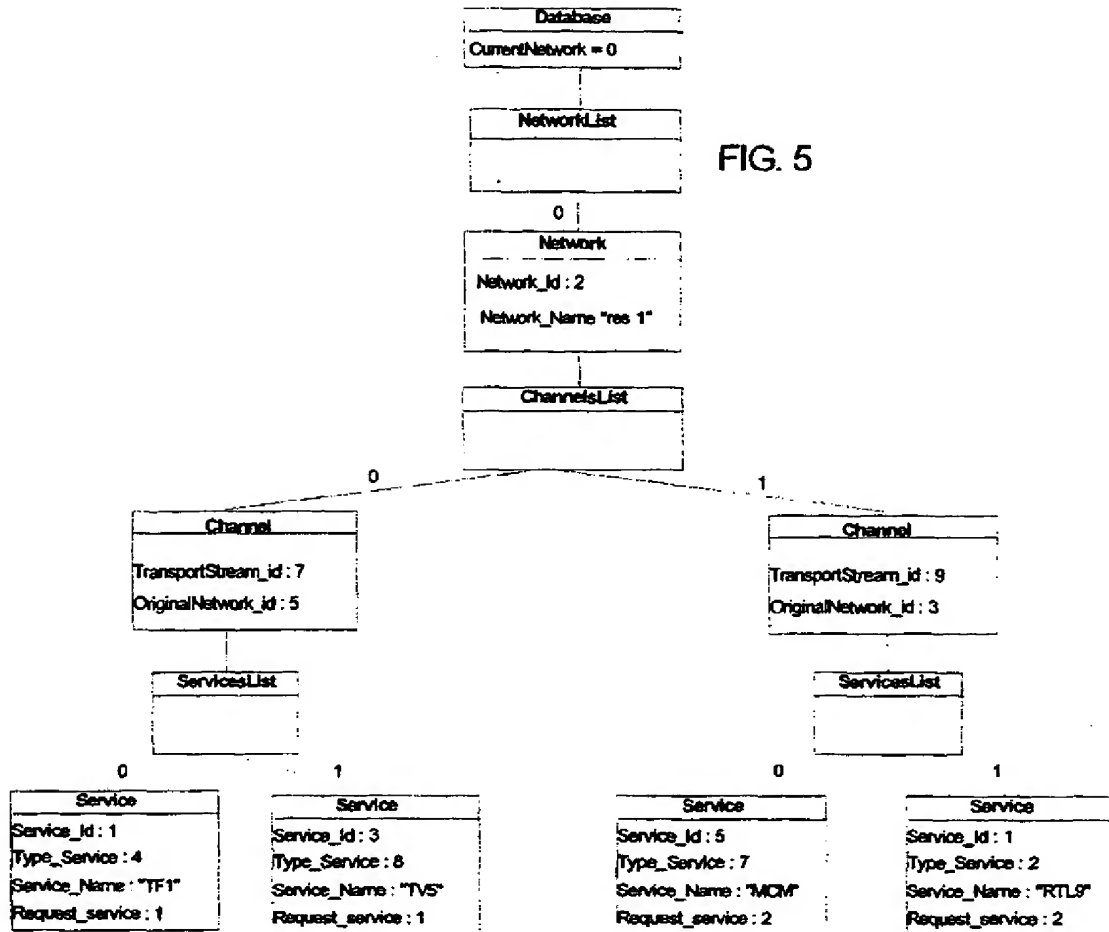 Database
CurrentNetwork = 0
NetworkList
FIG. 5
0
Network
Network_Id : 2
Network_Name "res 1"
ChannelsList
0
1
Channel
TransportStream_id : 7
OriginalNetwork_id : 5
Channel
TransportStream_id : 9
OriginalNetwork_id : 3
ServicesList
ServicesList
0
1
0
1
Service
Service_Id : 1
Type_Service : 4
Service_Name : "TF1"
Request_service : 1
Service
Service_Id : 3
Type_Service : 8
Service_Name : "TV5"
Request_service : 1
Service
Service_Id : 5
Type_Service : 7
Service_Name : "MCM"
Request_service : 2
Service
Service_Id : 1
Type_Service : 2
Service_Name : "RTL9"
Request_service : 2